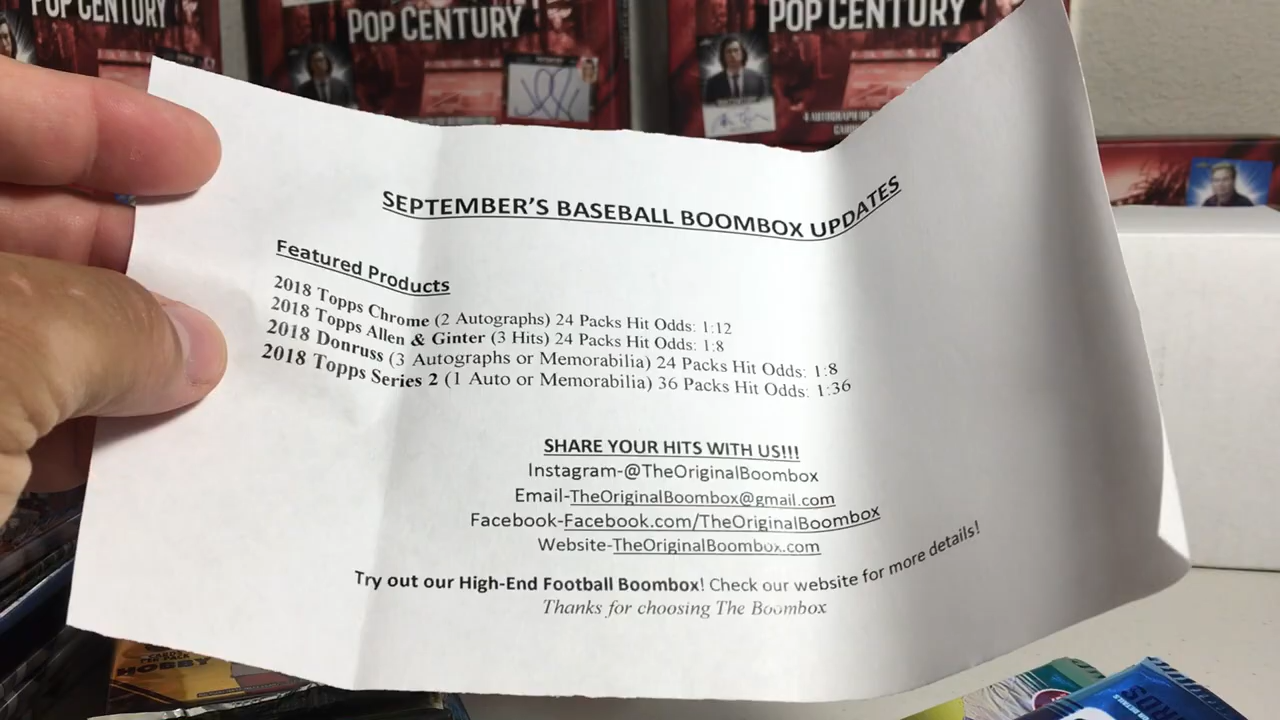 POP CENTURY
POP CENTURY
POP CENTURY
SEPTEMBER'S BASEBALL BOOMBOX UPDATES
Featured Products
2018 Topps Chrome (2 Autographs) 24 Packs Hit Odds: 1:12
2018 Topps Allen & Ginter (3 Hits) 24 Packs Hit Odds: 1:8
2018 Donruss (3 Autographs or Memorabilia) 24 Packs Hit Odds: 1:8
2018 Topps Series 2 (1 Auto or Memorabilia) 36 Packs Hit Odds: 1:36
SHARE YOUR HITS WITH US!!!
Instagram-@TheOriginalBoombox
Email-TheOriginalBoombox@gmail.com
Facebook-Facebook.com/TheOriginalBoombox
Website-TheOriginalBoombox.com
Try out our High-End Football Boombox! Check our website for more details!
Thanks for choosing The Boombox
HOBBY